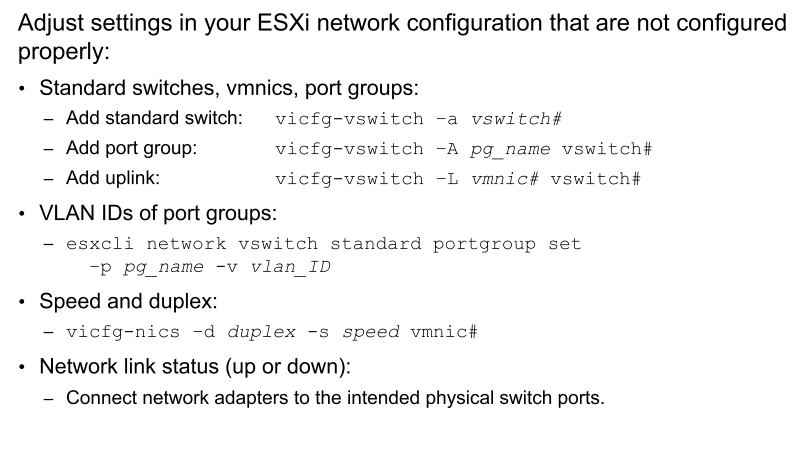 Adjust settings in your ESXi network configuration that are not configured
properly:
• Standard switches, vmnics, port groups:
– Add standard switch: vicfg-vswitch –a vswitch#
– Add port group: vicfg-vswitch –A pg_name vswitch#
– Add uplink: vicfg-vswitch –L vmnic# vswitch#
• VLAN IDs of port groups:
– esxcli network vswitch standard portgroup set
–p pg_name -v vlan_ID
• Speed and duplex:
– vicfg-nics –d duplex -s speed vmnic#
• Network link status (up or down):
– Connect network adapters to the intended physical switch ports.